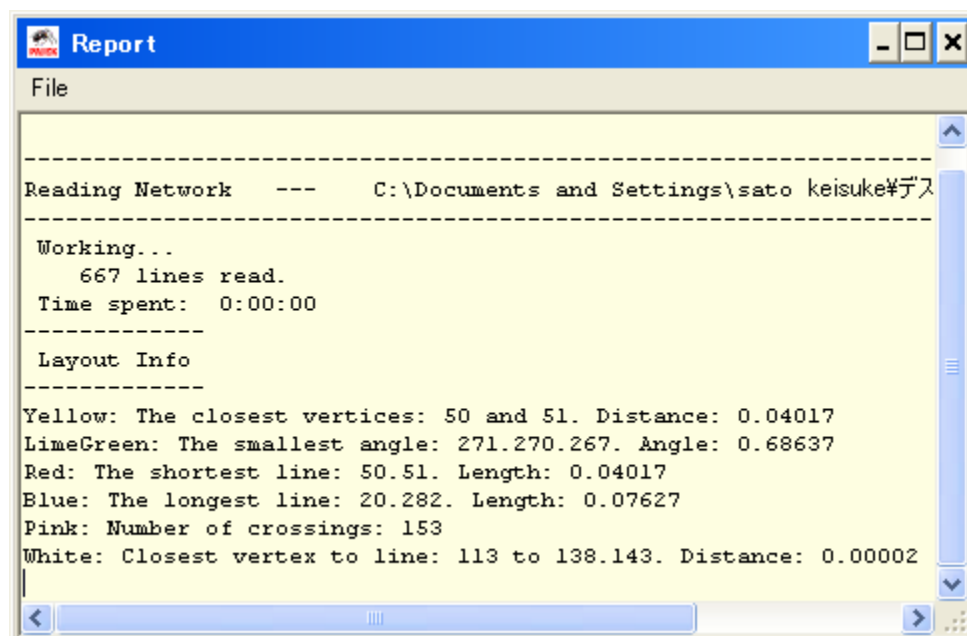 Report
File
-----------------------------------------------------------------
Reading Network   ---    C:\Documents and Settings\sato keisuke¥デス
-----------------------------------------------------------------
Working...
667 lines read.
Time spent:  0:00:00
-------------
Layout Info
-------------
Yellow: The closest vertices: 50 and 51. Distance: 0.04017
LimeGreen: The smallest angle: 271.270.267. Angle: 0.68637
Red: The shortest line: 50.51. Length: 0.04017
Blue: The longest line: 20.282. Length: 0.07627
Pink: Number of crossings: 153
White: Closest vertex to line: 113 to 138.143. Distance: 0.00002